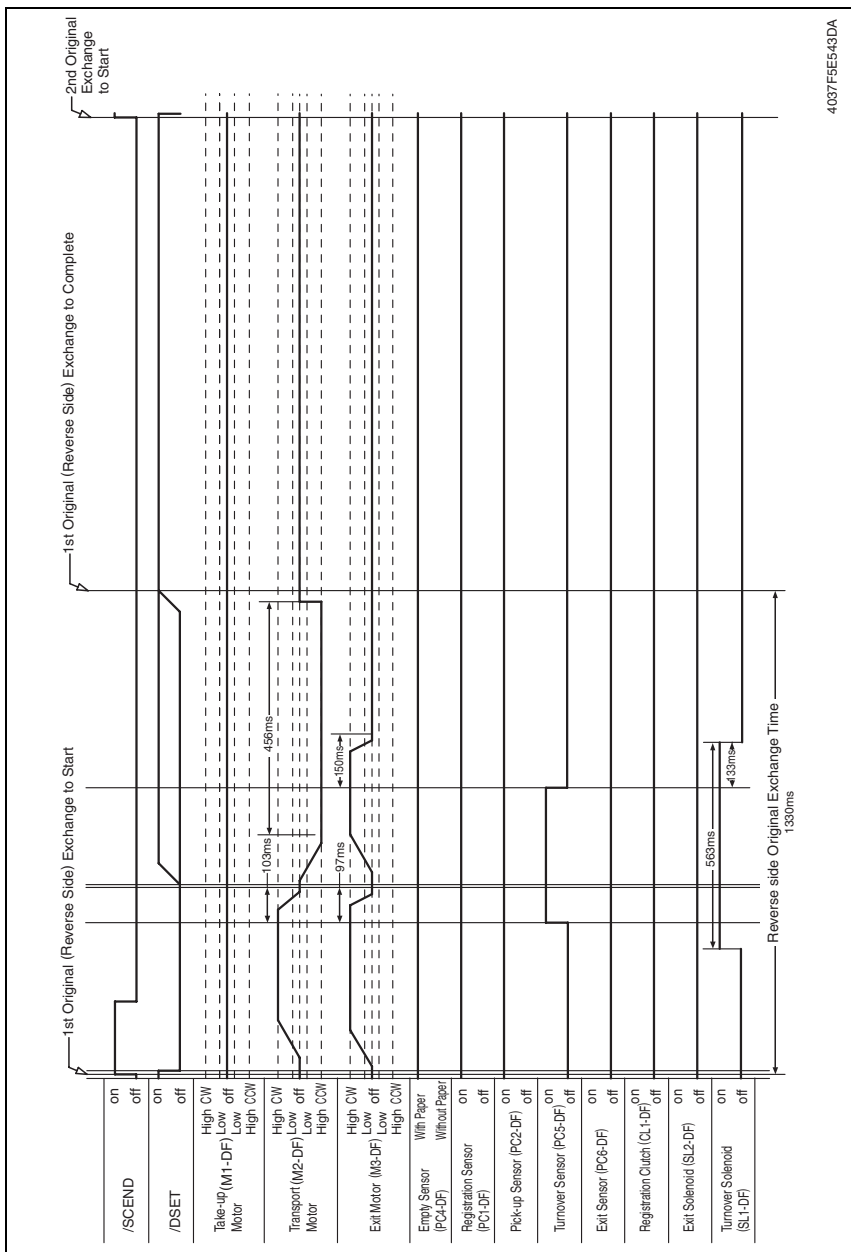 1st Original (Reverse Side) Exchange to Start
1st Original (Reverse Side) Exchange to Complete
2nd Original
Exchange
to Start
/SCEND
on
off
/DSET
on
off
Take-up (M1-DF)
Motor
High CW
Low
off
Low
High CCW
Transport (M2-DF)
Motor
High CW
Low
off
Low
High CCW
103ms
456ms
Exit Motor (M3-DF)
High CW
Low
off
Low
High CCW
97ms
150ms
Empty Sensor
(PC4-DF)
With Paper
Without Paper
Registration Sensor
(PC1-DF)
on
off
Pick-up Sensor (PC2-DF)
on
off
Turnover Sensor (PC5-DF)
on
off
Exit Sensor (PC6-DF)
on
off
Registration Clutch (CL1-DF)
on
off
Exit Solenoid (SL2-DF)
on
off
Turnover Solenoid
(SL1-DF)
on
off
563ms
133ms
Reverse side Original Exchange Time
1330ms
4037F5E543DA